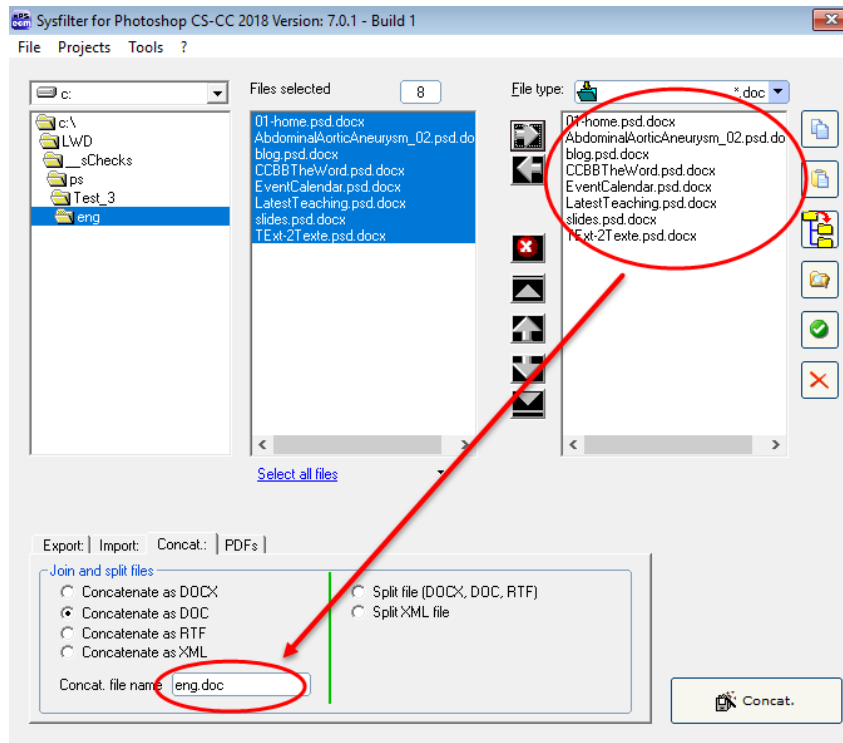 Sysfilter for Photoshop CS-CC 2018 Version: 7.0.1 - Build 1
File Projects Tools ?
c:
Files selected
8
File type:
*.doc
c:\
LWD
__sChecks
ps
Test_3
eng
01-home.psd.docx
AbdominalAorticAneurysm_02.psd.do
blog.psd.docx
CCBBTheWord.psd.docx
EventCalendar.psd.docx
LatestTeaching.psd.docx
slides.psd.docx
TExt-2Texte.psd.docx
01-home.psd.docx
AbdominalAorticAneurysm_02.psd.do
blog.psd.docx
CCBBTheWord.psd.docx
EventCalendar.psd.docx
LatestTeaching.psd.docx
slides.psd.docx
TExt-2Texte.psd.docx
Select all files
Export: Import: Concat.: PDFs
Join and split files
Concatenate as DOCX
Concatenate as DOC
Concatenate as RTF
Concatenate as XML
Split file (DOCX, DOC, RTF)
Split XML file
Concat. file name eng.doc
Concat.